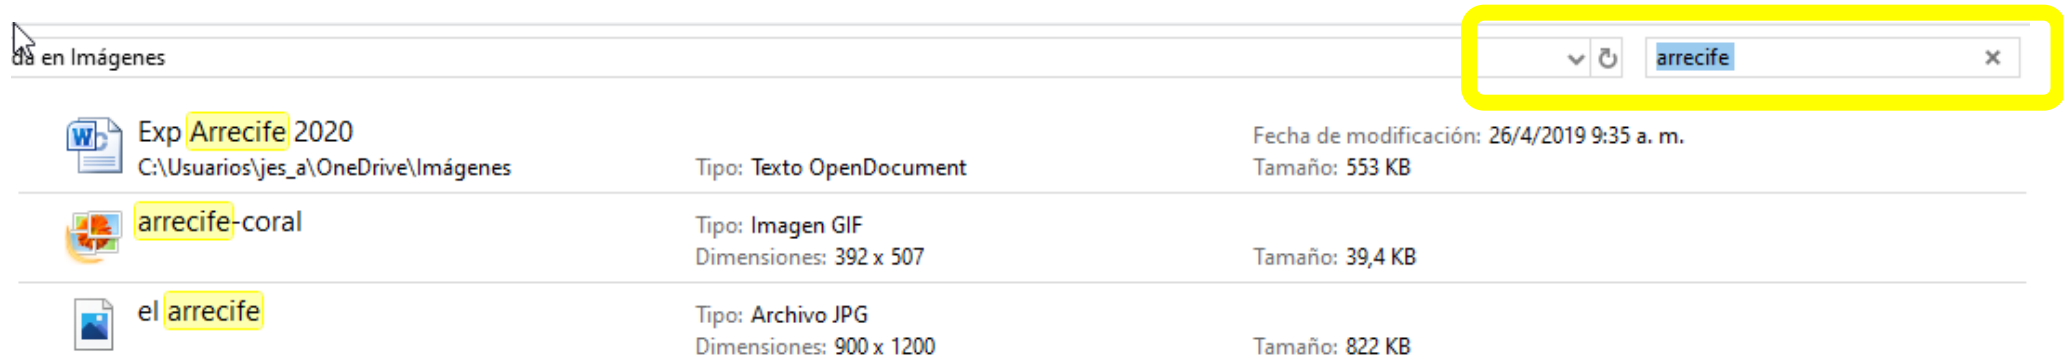 da en Imágenes
arrecife
Exp Arrecife 2020
Fecha de modificación: 26/4/2019 9:35 a. m.
C:\Usuarios\jes_a\OneDrive\Imágenes
Tipo: Texto OpenDocument
Tamaño: 553 KB
arrecife-coral
Tipo: Imagen GIF
Dimensiones: 392 x 507
Tamaño: 39,4 KB
el arrecife
Tipo: Archivo JPG
Dimensiones: 900 x 1200
Tamaño: 822 KB